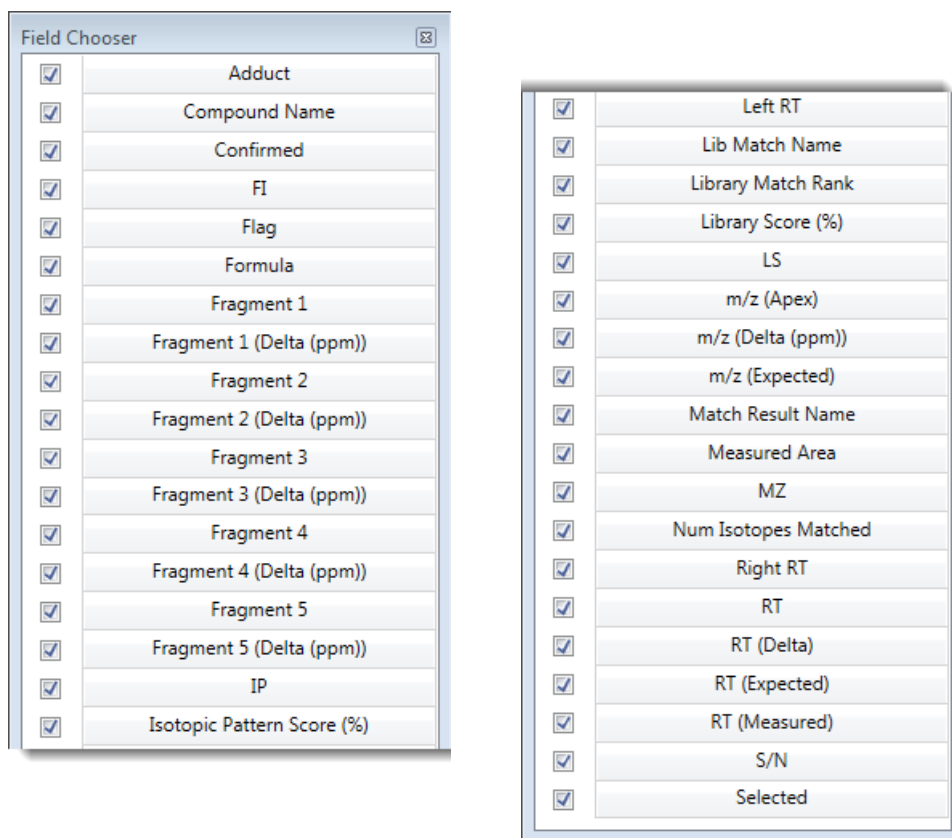 Field Chooser
Adduct
Compound Name
Confirmed
FI
Flag
Formula
Fragment 1
Fragment 1 (Delta (ppm))
Fragment 2
Fragment 2 (Delta (ppm))
Fragment 3
Fragment 3 (Delta (ppm))
Fragment 4
Fragment 4 (Delta (ppm))
Fragment 5
Fragment 5 (Delta (ppm))
IP
Isotopic Pattern Score (%)
Left RT
Lib Match Name
Library Match Rank
Library Score (%)
LS
m/z (Apex)
m/z (Delta (ppm))
m/z (Expected)
Match Result Name
Measured Area
MZ
Num Isotopes Matched
Right RT
RT
RT (Delta)
RT (Expected)
RT (Measured)
S/N
Selected